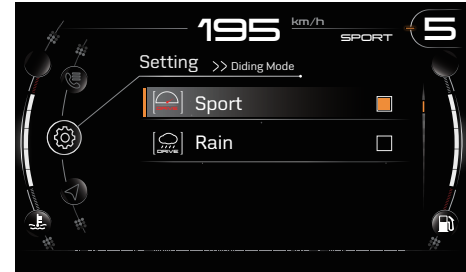 195 km/h SPORT 5
Setting >> Diding Mode
Sport
DRIVE Rain